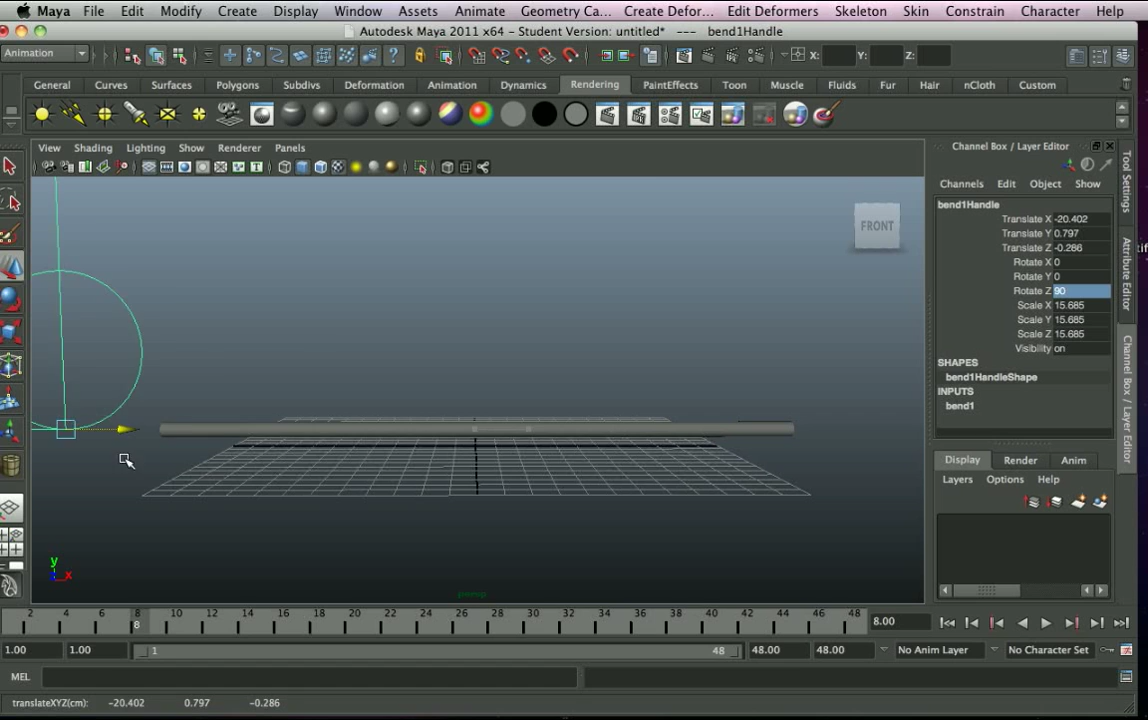 Maya File Edit Modify Create Display Window Assets Animate Geometry Ca... Create Defor... Edit Deformers Skeleton Skin Constrain Character Help
Autodesk Maya 2011 x64 - Student Version: untitled* --- bend1Handle
Animation X: Y: Z:
General Curves Surfaces Polygons Subdivs Deformation Animation Dynamics Rendering PaintEffects Toon Muscle Fluids Fur Hair nCloth Custom
View Shading Lighting Show Renderer Panels
FRONT
y
x
persp
Channel Box / Layer Editor
Channels Edit Object Show
bend1Handle
Translate X -20.402
Translate Y 0.797
Translate Z -0.286
Rotate X 0
Rotate Y 0
Rotate Z 90
Scale X 15.685
Scale Y 15.685
Scale Z 15.685
Visibility on
SHAPES
bend1HandleShape
INPUTS
bend1
Display Render Anim
Layers Options Help
Tool Settings
Attribute Editor
Channel Box / Layer Editor
2 4 6 8 10 12 14 16 18 20 22 24 26 28 30 32 34 36 38 40 42 44 46 48
8
8.00
1.00 1.00 1 48 48.00 48.00 No Anim Layer No Character Set
MEL
translateXYZ(cm): -20.402 0.797 -0.286